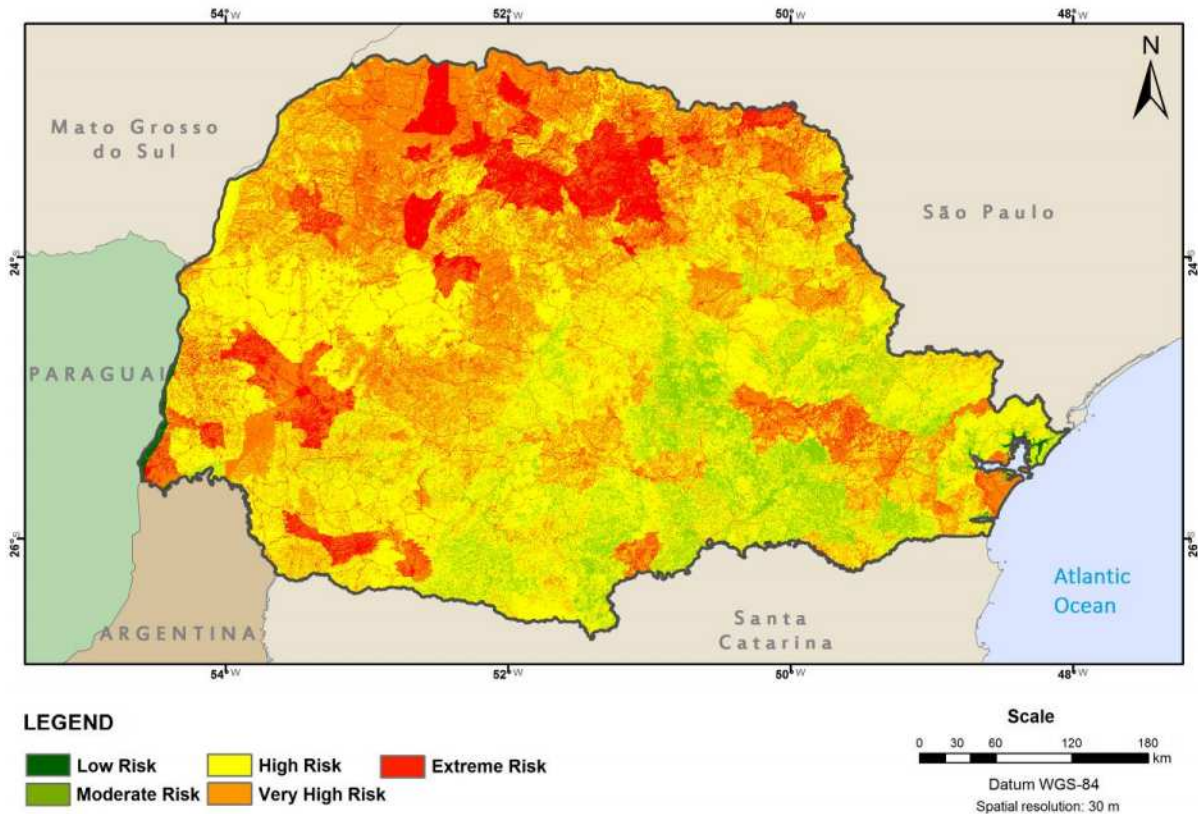 54°W 52°W 50°W 48°W
N
Mato Grosso
do Sul
São Paulo
24°S 24°S
PARAGUAI
26°S 26°S
Atlantic
Ocean
ARGENTINA
Santa
Catarina
54°W 52°W 50°W 48°W
LEGEND
Low Risk High Risk Extreme Risk
Moderate Risk Very High Risk
Scale
0 30 60 120 180
km
Datum WGS-84
Spatial resolution: 30 m